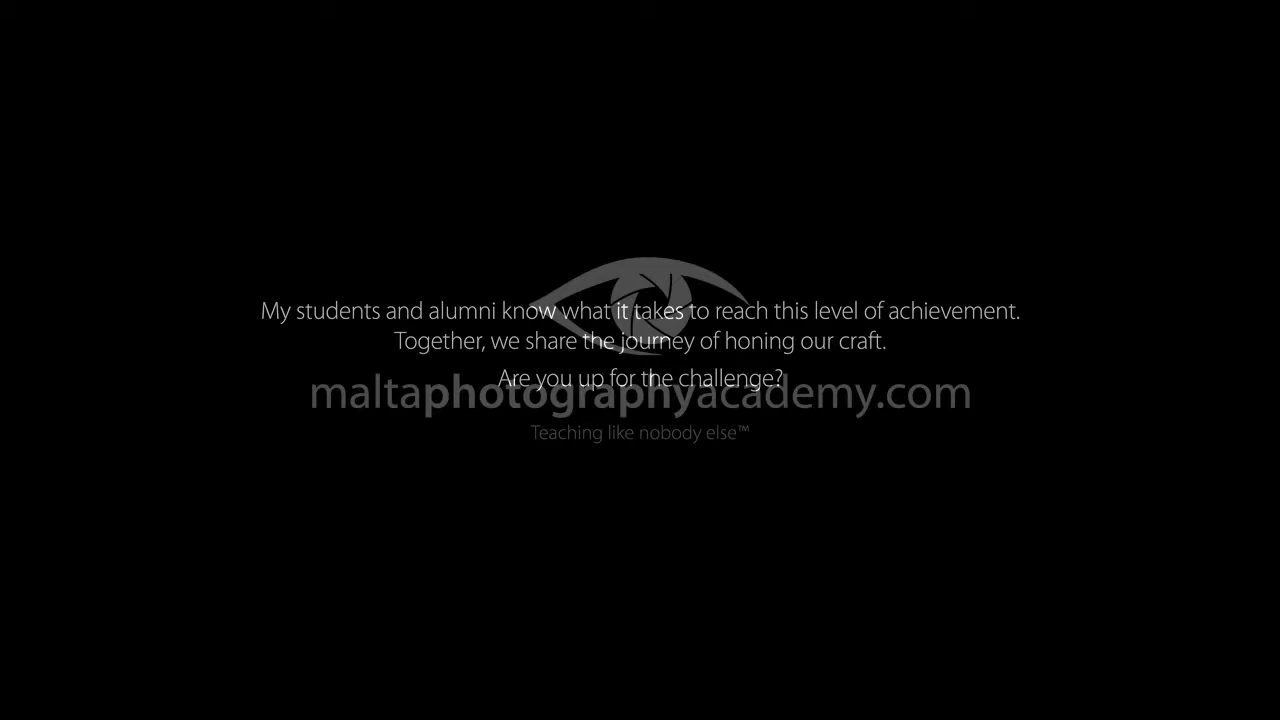 My students and alumni know what it takes to reach this level of achievement.
Together, we share the journey of honing our craft.
Are you up for the challenge?
maltaphotographyacademy.com
Teaching like nobody else™